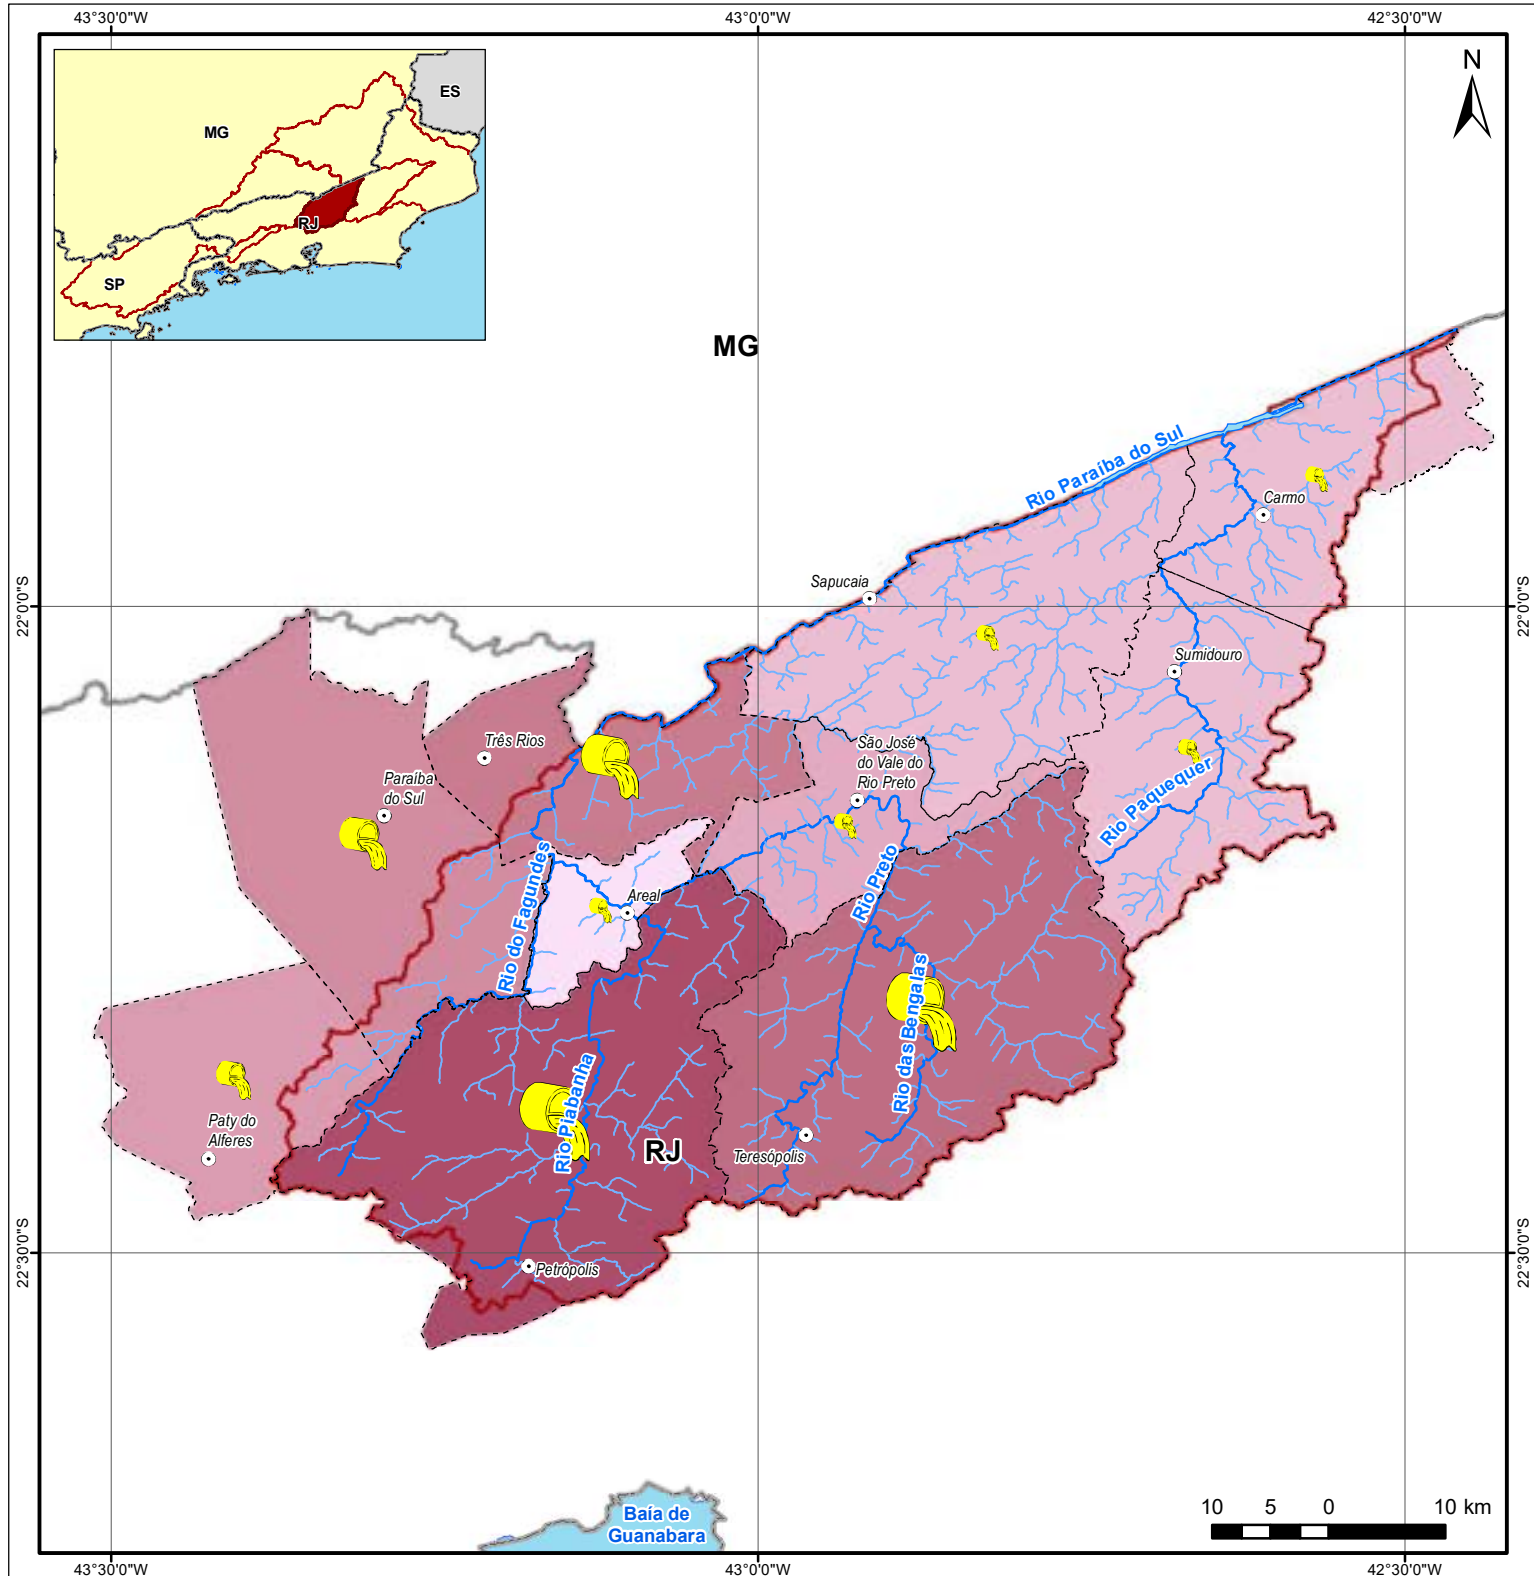 43°30'0"W
43°0'0"W
42°30'0"W
N
ES
MG
RJ
SP
MG
Rio Paraíba do Sul
Carmo
Sapucaia
22°0'0"S
22°0'0"S
Sumidouro
Três Rios
São José
do Vale do
Rio Preto
Paraíba
do Sul
Rio Paquequer
Rio do Fagundes
Rio Preto
Areal
Rio das Bengalas
Rio Piabanha
Paty do
Alferes
RJ
Teresópolis
22°30'0"S
22°30'0"S
Petrópolis
Baía de
Guanabara
10 5 0 10 km
43°30'0"W
43°0'0"W
42°30'0"W